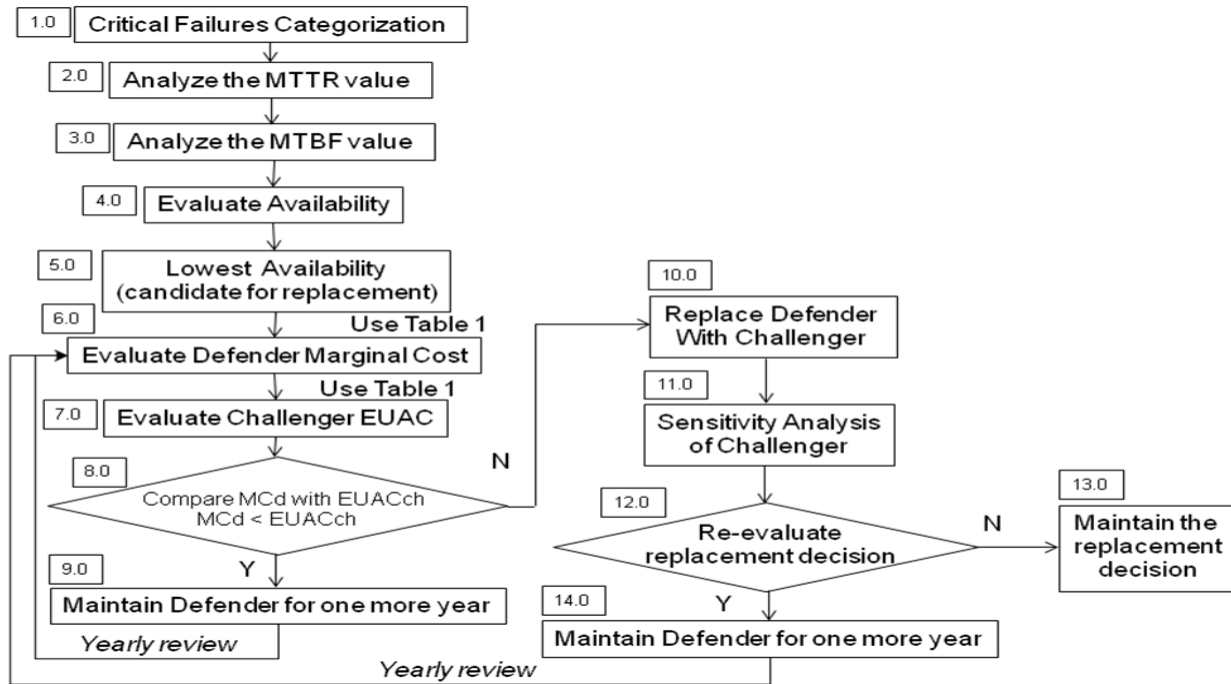 1.0
Critical Failures Categorization
2.0
Analyze the MTTR value
3.0
Analyze the MTBF value
4.0
Evaluate Availability
5.0
Lowest Availability
(candidate for replacement)
6.0
Use Table 1
Evaluate Defender Marginal Cost
Use Table 1
7.0
Evaluate Challenger EUAC
8.0
Compare MCd with EUACch
MCd < EUACch
N
Y
9.0
Maintain Defender for one more year
Yearly review
10.0
Replace Defender
With Challenger
11.0
Sensitivity Analysis
of Challenger
12.0
Re-evaluate
replacement decision
N
13.0
Maintain the
replacement
decision
Y
14.0
Maintain Defender for one more year
Yearly review